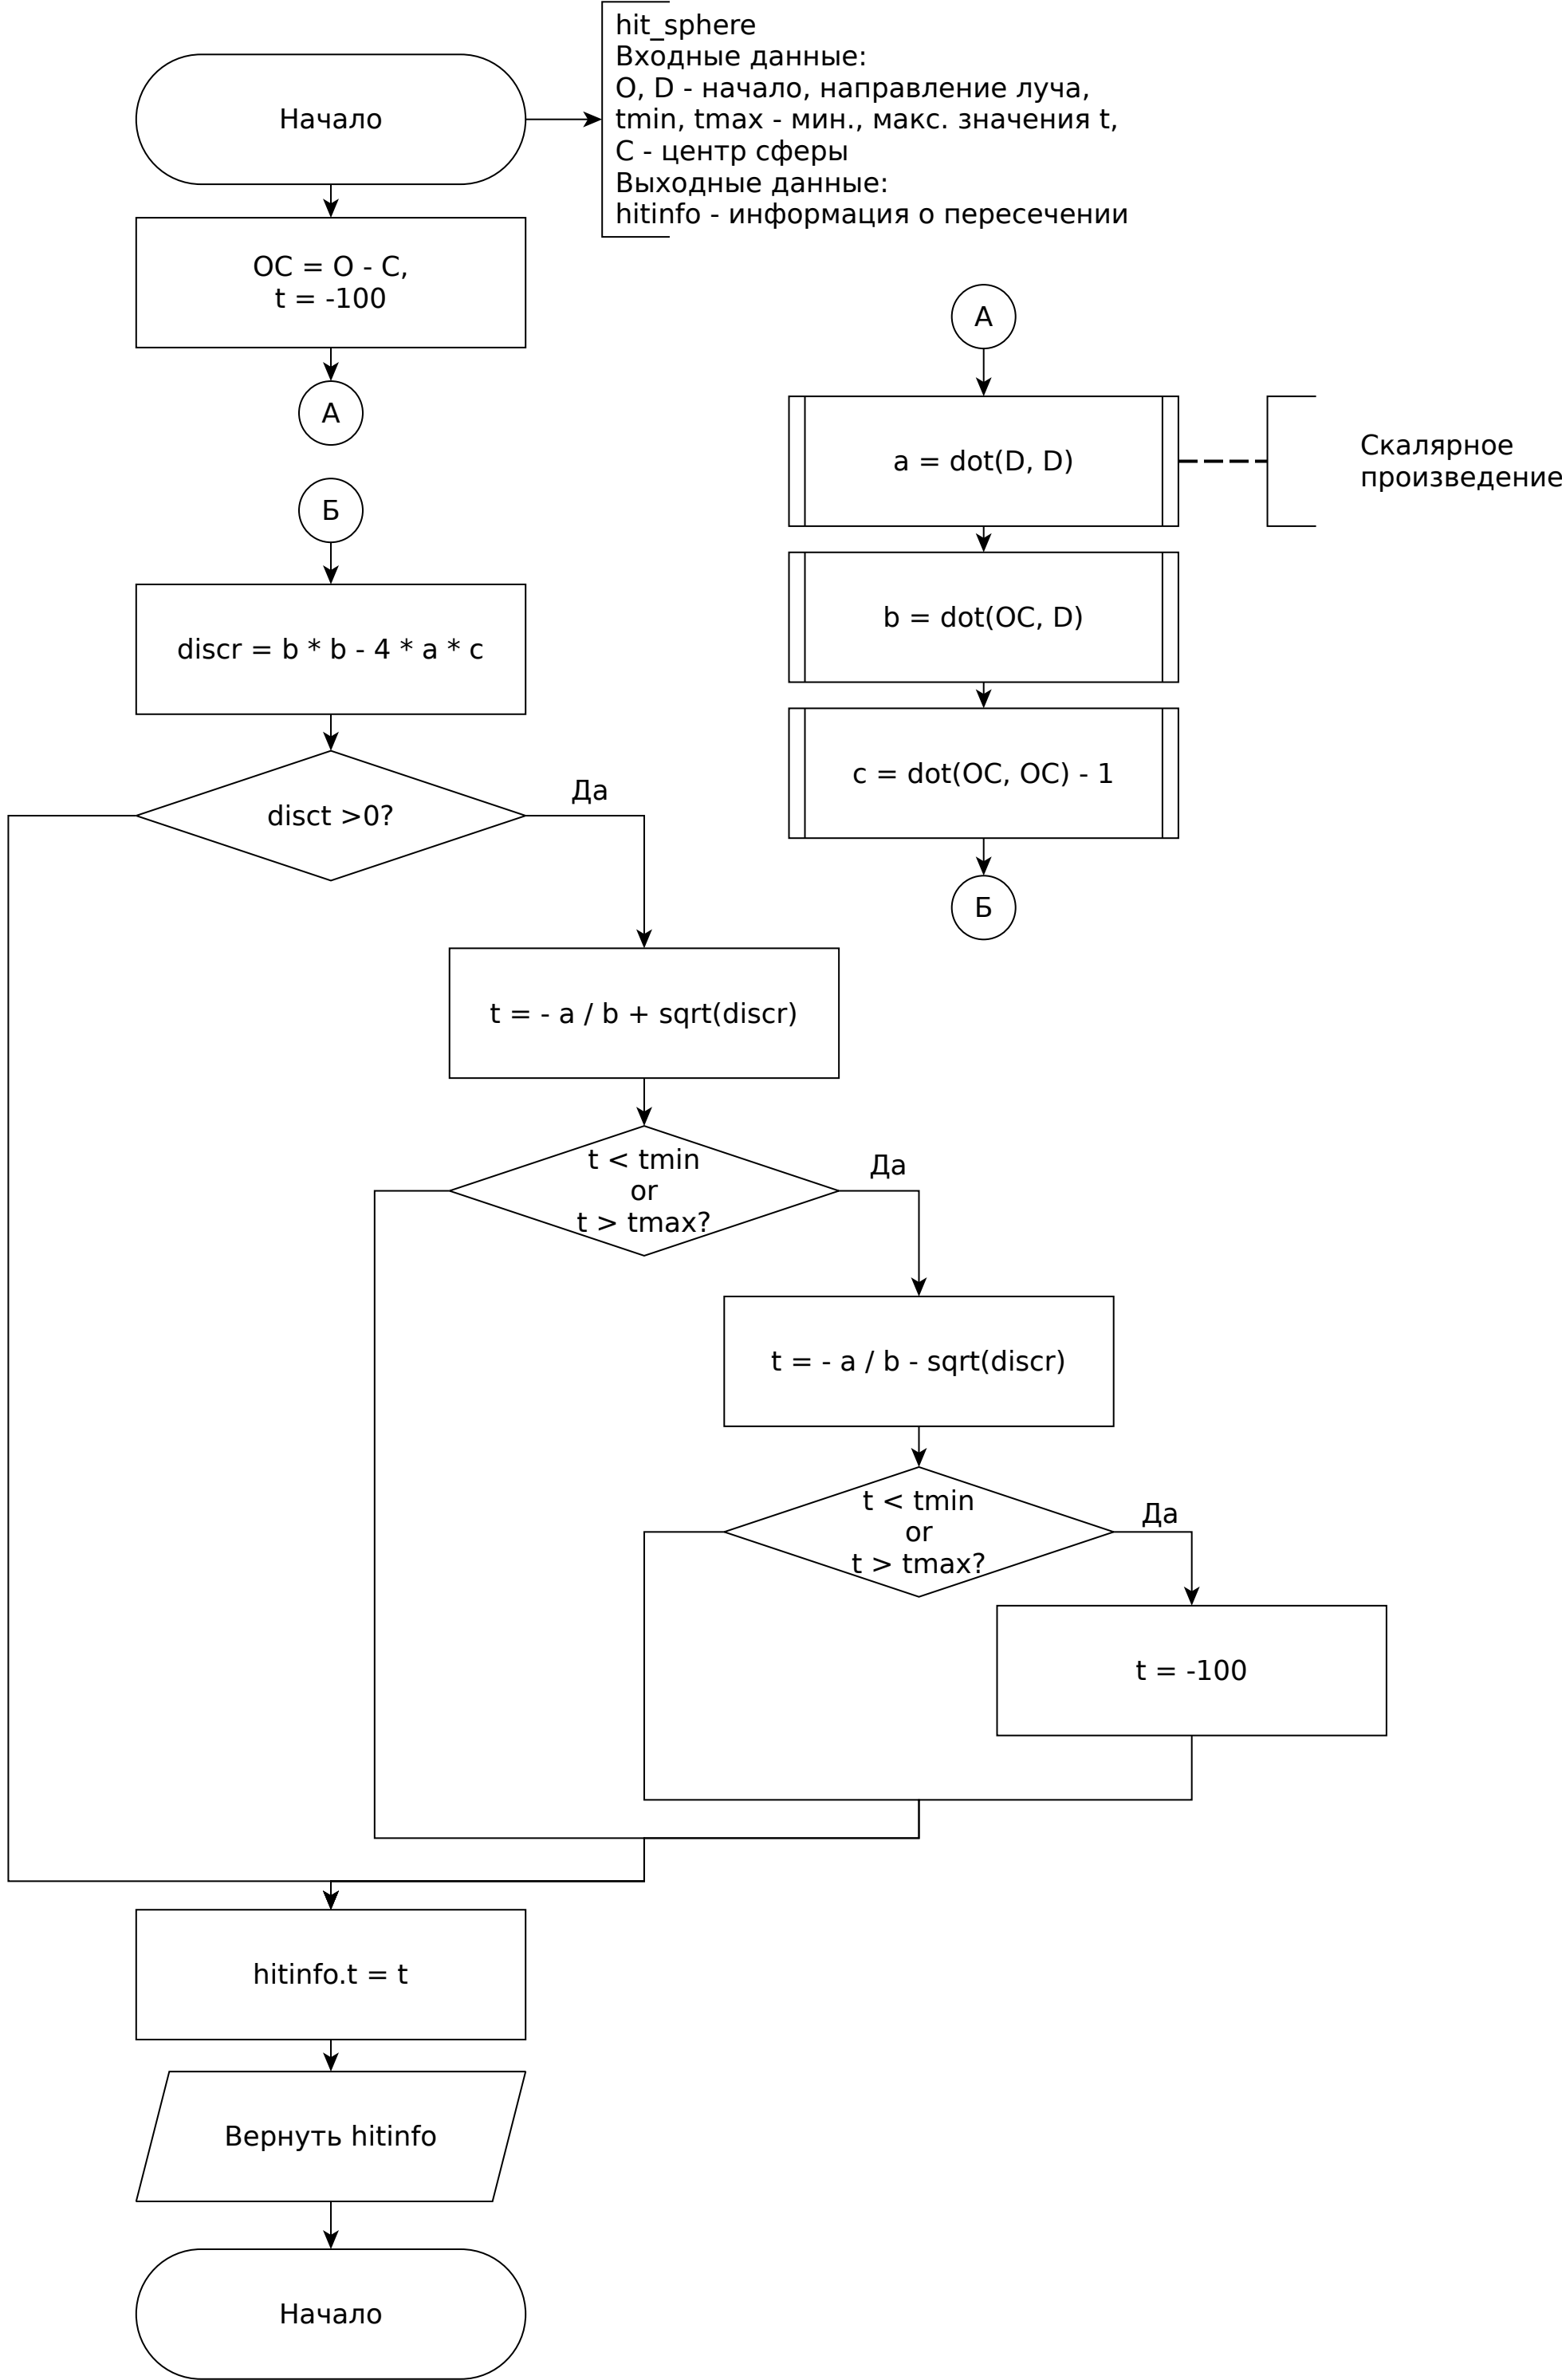 hit_sphere
Входные данные:
O, D - начало, направление луча,
tmin, tmax - мин., макс. значения t,
C - центр сферы
Выходные данные:
hitinfo - информация о пересечении
Начало
OC = O - C,
t = -100
А
Б
discr = b * b - 4 * a * c
disct >0?
Да
А
a = dot(D, D)
Скалярное
произведение
b = dot(OC, D)
c = dot(OC, OC) - 1
Б
t = - a / b + sqrt(discr)
t < tmin
or
t > tmax?
Да
t = - a / b - sqrt(discr)
t < tmin
or
t > tmax?
Да
t = -100
hitinfo.t = t
Вернуть hitinfo
Начало